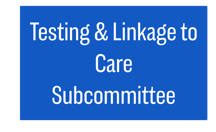 Testing & Linkage to
Care
Subcommittee